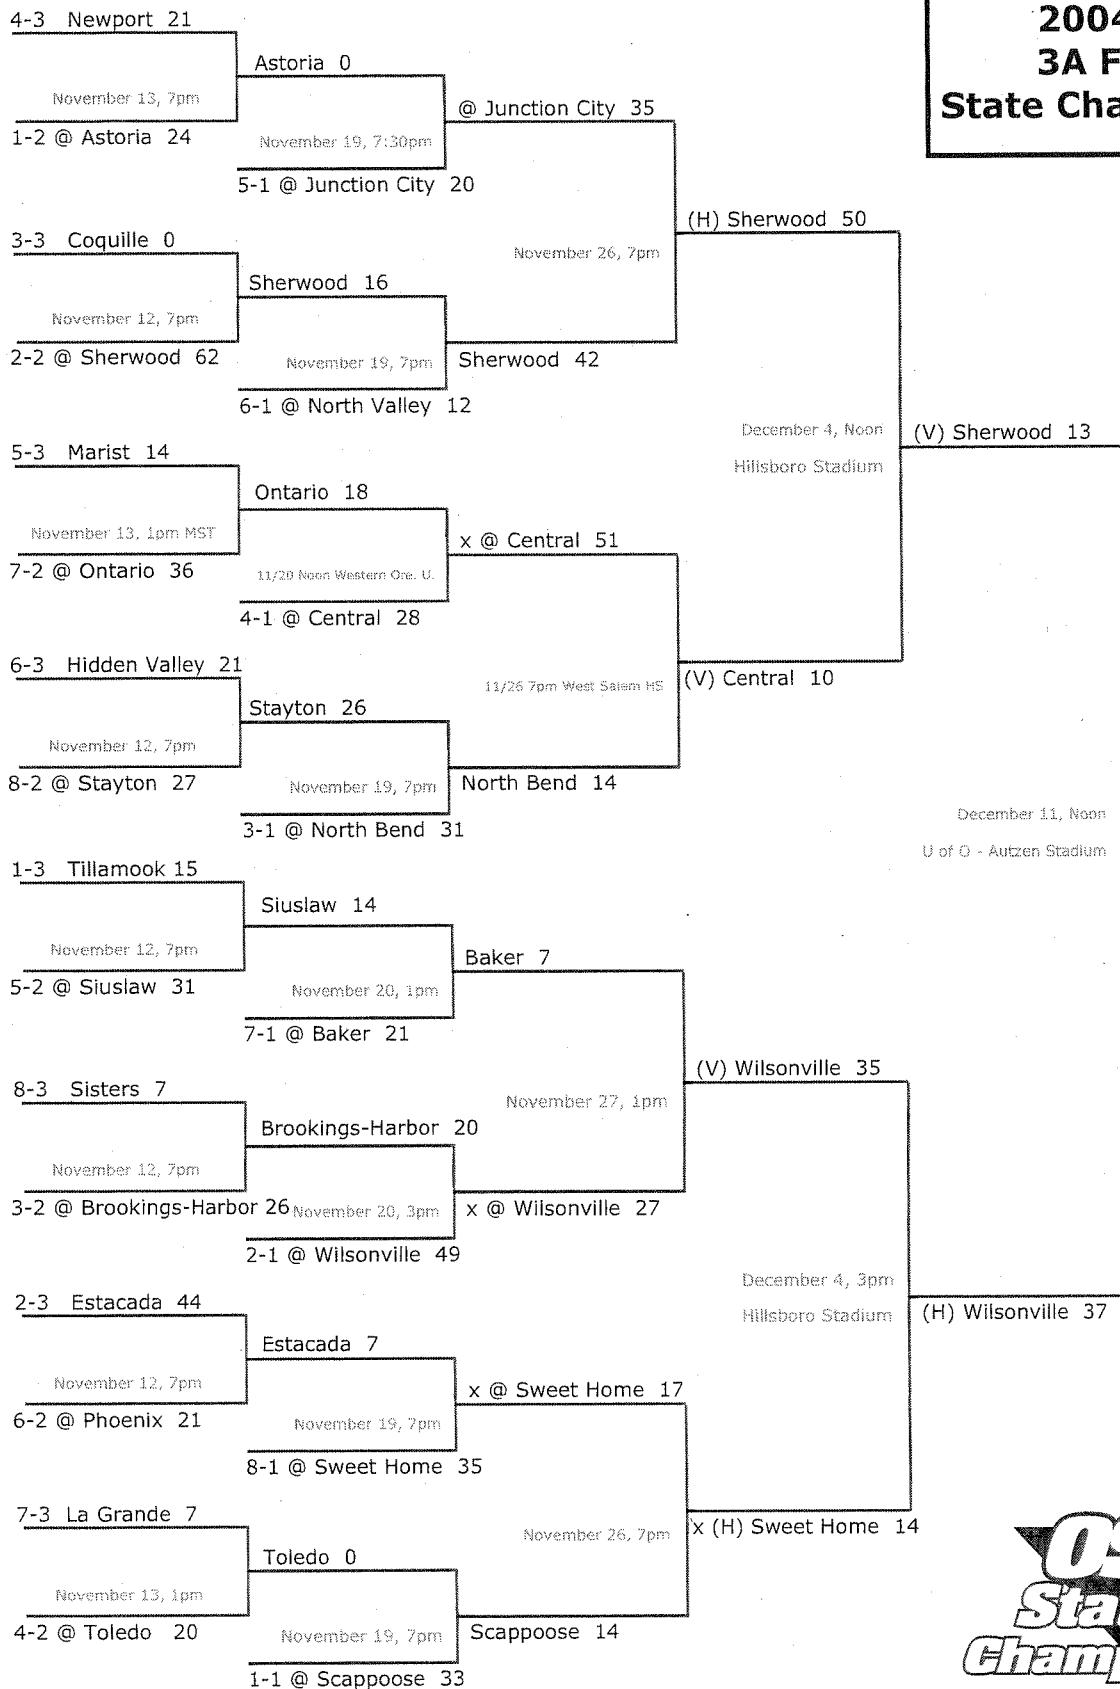 2004
3A F
State Cha
4-3 Newport 21
November 13, 7pm
1-2 @ Astoria 24
Astoria 0
November 19, 7:30pm
5-1 @ Junction City 20
@ Junction City 35
3-3 Coquille 0
November 12, 7pm
2-2 @ Sherwood 62
Sherwood 16
November 19, 7pm
6-1 @ North Valley 12
Sherwood 42
November 26, 7pm
(H) Sherwood 50
5-3 Marist 14
November 13, 1pm MST
7-2 @ Ontario 36
Ontario 18
11/20 Noon Western Ore. U.
4-1 @ Central 28
x @ Central 51
6-3 Hidden Valley 21
November 12, 7pm
8-2 @ Stayton 27
Stayton 26
November 19, 7pm
3-1 @ North Bend 31
North Bend 14
11/26 7pm West Salem HS
(V) Central 10
December 4, Noon
Hillsboro Stadium
(V) Sherwood 13
December 11, Noon
U of O - Autzen Stadium
1-3 Tillamook 15
November 12, 7pm
5-2 @ Siuslaw 31
Siuslaw 14
November 20, 1pm
7-1 @ Baker 21
Baker 7
8-3 Sisters 7
November 12, 7pm
3-2 @ Brookings-Harbor 26
Brookings-Harbor 20
November 20, 3pm
2-1 @ Wilsonville 49
x @ Wilsonville 27
November 27, 1pm
(V) Wilsonville 35
2-3 Estacada 44
November 12, 7pm
6-2 @ Phoenix 21
Estacada 7
November 19, 7pm
8-1 @ Sweet Home 35
x @ Sweet Home 17
7-3 La Grande 7
November 13, 1pm
4-2 @ Toledo 20
Toledo 0
November 19, 7pm
1-1 @ Scappoose 33
Scappoose 14
November 26, 7pm
x (H) Sweet Home 14
December 4, 3pm
Hillsboro Stadium
(H) Wilsonville 37
OS
Sta
Champ